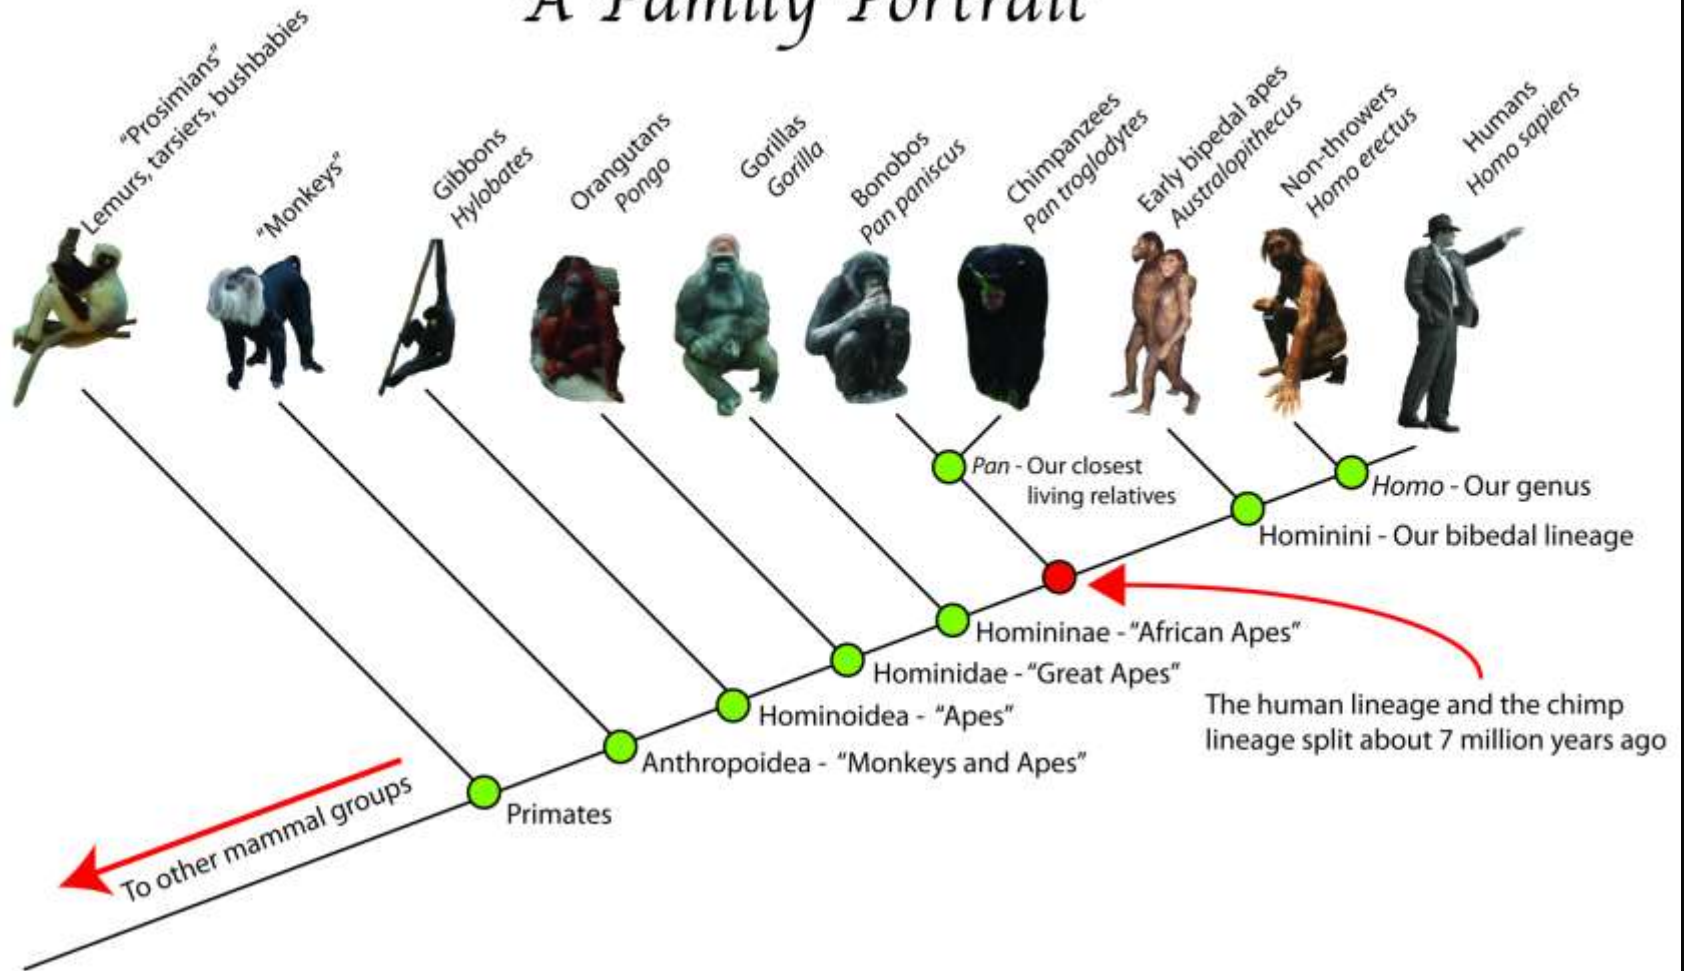 A Family Portrait
“Prosimians”
Lemurs, tarsiers, bushbabies
“Monkeys”
Gibbons
Hylobates
Orangutans
Pongo
Gorillas
Gorilla
Bonobos
Pan paniscus
Chimpanzees
Pan troglodytes
Early bipedal apes
Australopithecus
Non-throwers
Homo erectus
Humans
Homo sapiens
Pan - Our closest
living relatives
Homo - Our genus
Hominini - Our bibedal lineage
Homininae - “African Apes”
Hominidae - “Great Apes”
Hominoidea - “Apes”
Anthropoidea - “Monkeys and Apes”
Primates
The human lineage and the chimp
lineage split about 7 million years ago
To other mammal groups